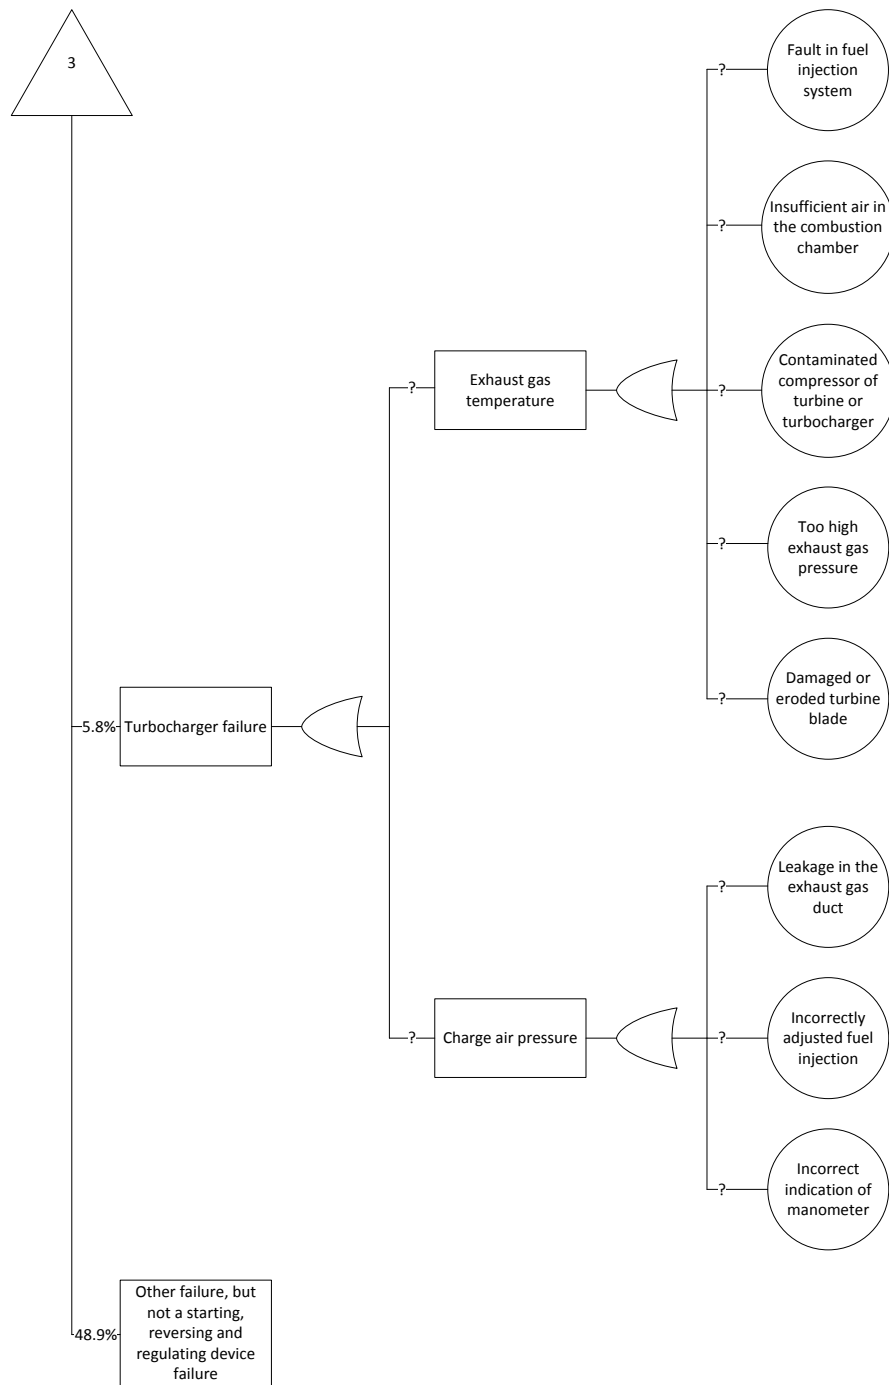 3
?
Fault in fuel
injection
system
?
Insufficient air in
the combustion
chamber
?
Exhaust gas
temperature
?
Contaminated
compressor of
turbine or
turbocharger
?
Too high
exhaust gas
pressure
?
Damaged or
eroded turbine
blade
5.8%
Turbocharger failure
?
Leakage in the
exhaust gas
duct
?
Charge air pressure
?
Incorrectly
adjusted fuel
injection
?
Incorrect
indication of
manometer
48.9%
Other failure, but
not a starting,
reversing and
regulating device
failure